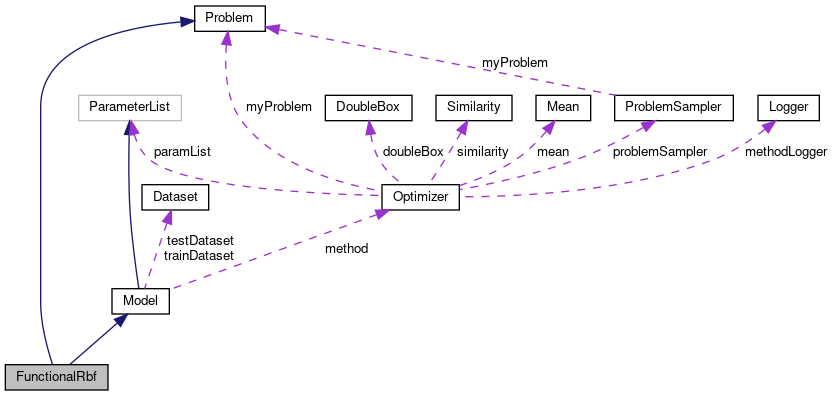 Problem
myProblem
ParameterList
DoubleBox
Similarity
Mean
ProblemSampler
Logger
myProblem
paramList
doubleBox
similarity
mean
problemSampler
methodLogger
Dataset
Optimizer
testDataset
trainDataset
method
Model
FunctionalRbf